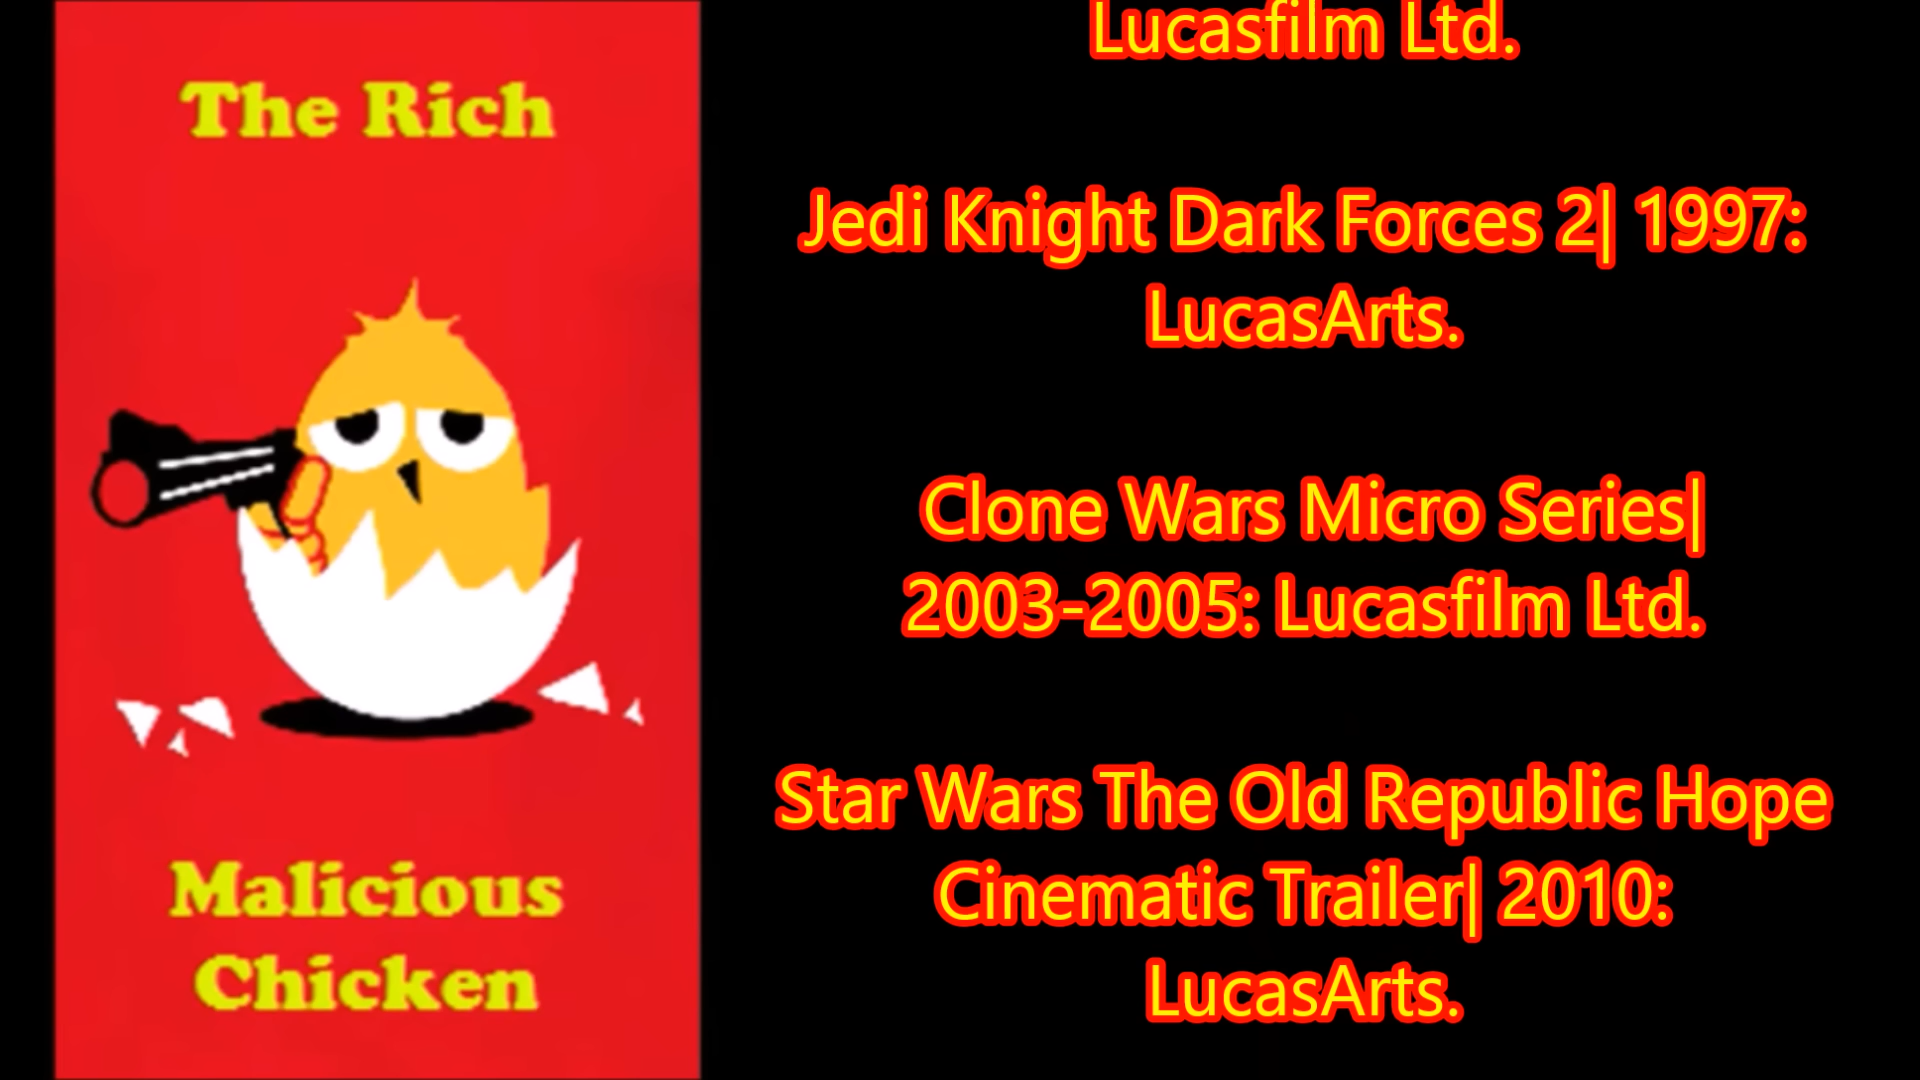 The Rich
Malicious
Chicken
Lucasfilm Ltd.
Jedi Knight Dark Forces 2| 1997:
LucasArts.
Clone Wars Micro Series|
2003-2005: Lucasfilm Ltd.
Star Wars The Old Republic Hope
Cinematic Trailer| 2010:
LucasArts.